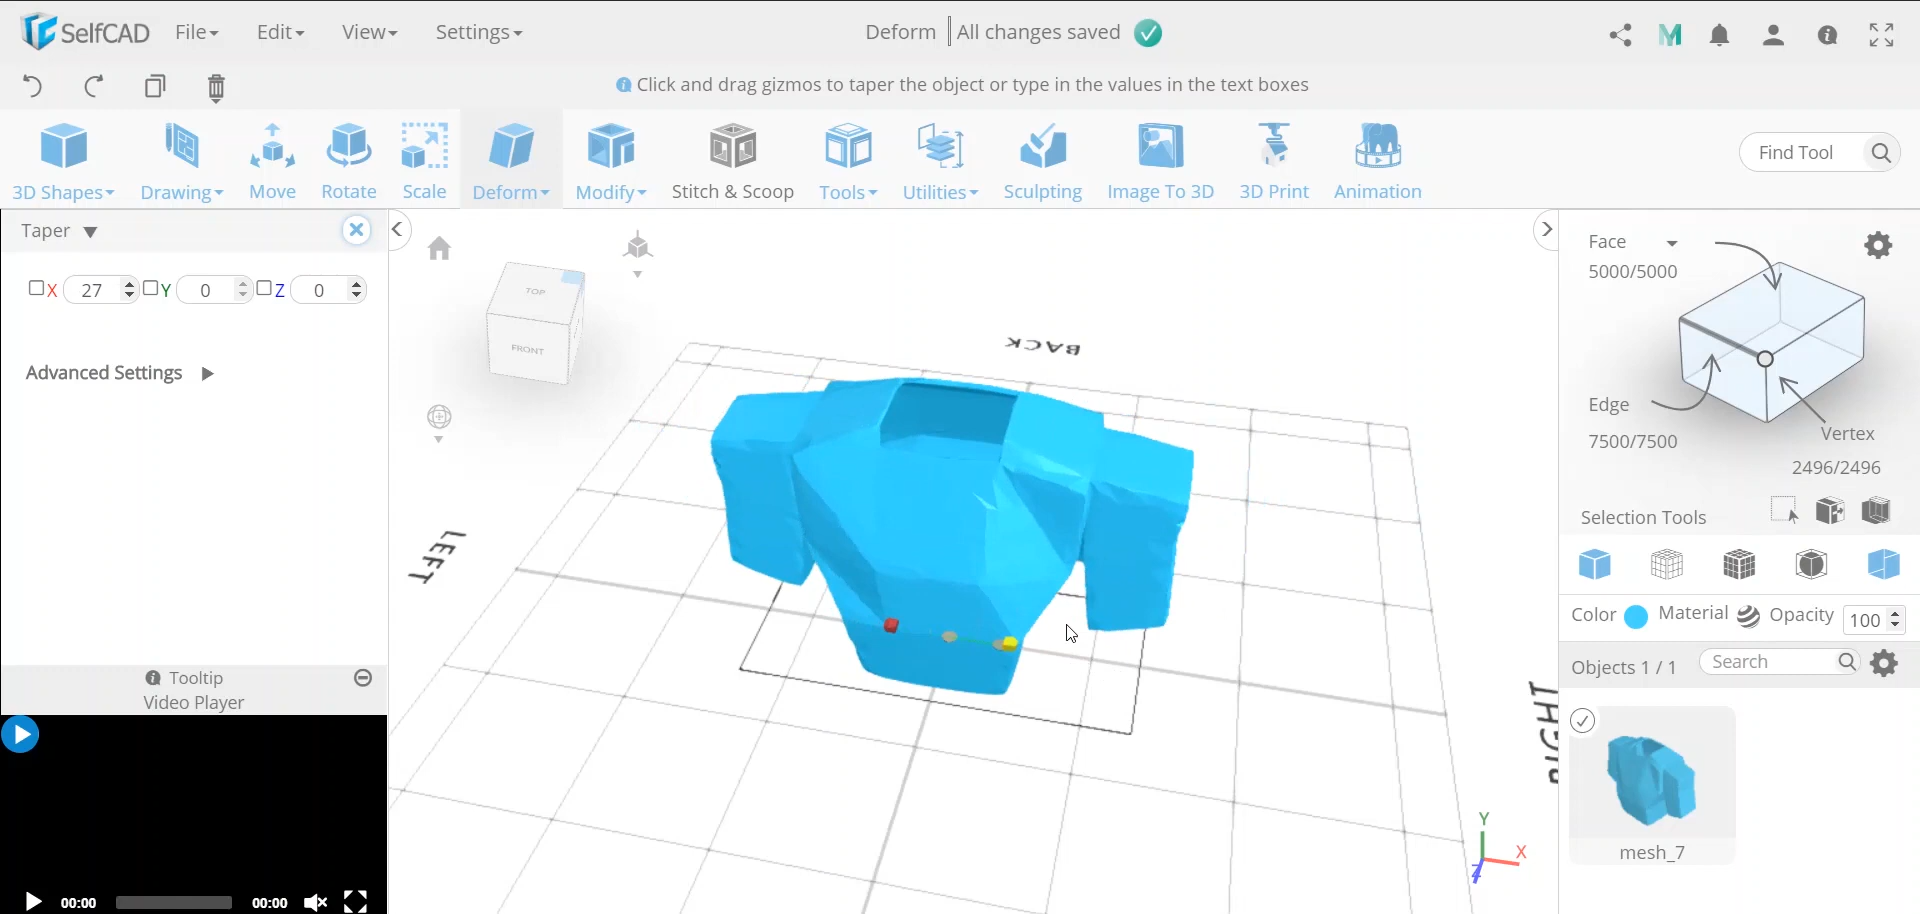 SelfCAD File Edit View Settings Deform All changes saved
Click and drag gizmos to taper the object or type in the values in the text boxes
3D Shapes Drawing Move Rotate Scale Deform Modify Stitch & Scoop Tools Utilities Sculpting Image To 3D 3D Print Animation Find Tool
Taper
X 27 Y 0 Z 0
Advanced Settings
Tooltip
Video Player
00:00 00:00
TOP
FRONT
BACK
LEFT
RIGHT
Y
X
Z
Face
5000/5000
Edge
7500/7500
Vertex
2496/2496
Selection Tools
Color Material Opacity 100
Objects 1 / 1 Search
mesh_7